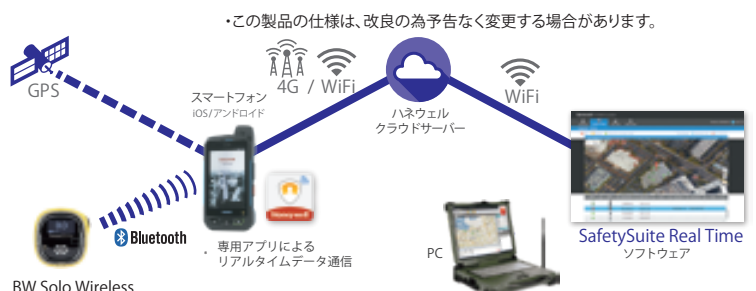 ・この製品の仕様は、改良の為予告なく変更する場合があります。
GPS
スマートフォン
iOS/アンドロイド
4G / WiFi
ハネウェル
クラウドサーバー
WiFi
Honeywell
Bluetooth
・ 専用アプリによる
リアルタイムデータ通信
PC
SafetySuite Real Time
ソフトウェア
BW Solo Wireless